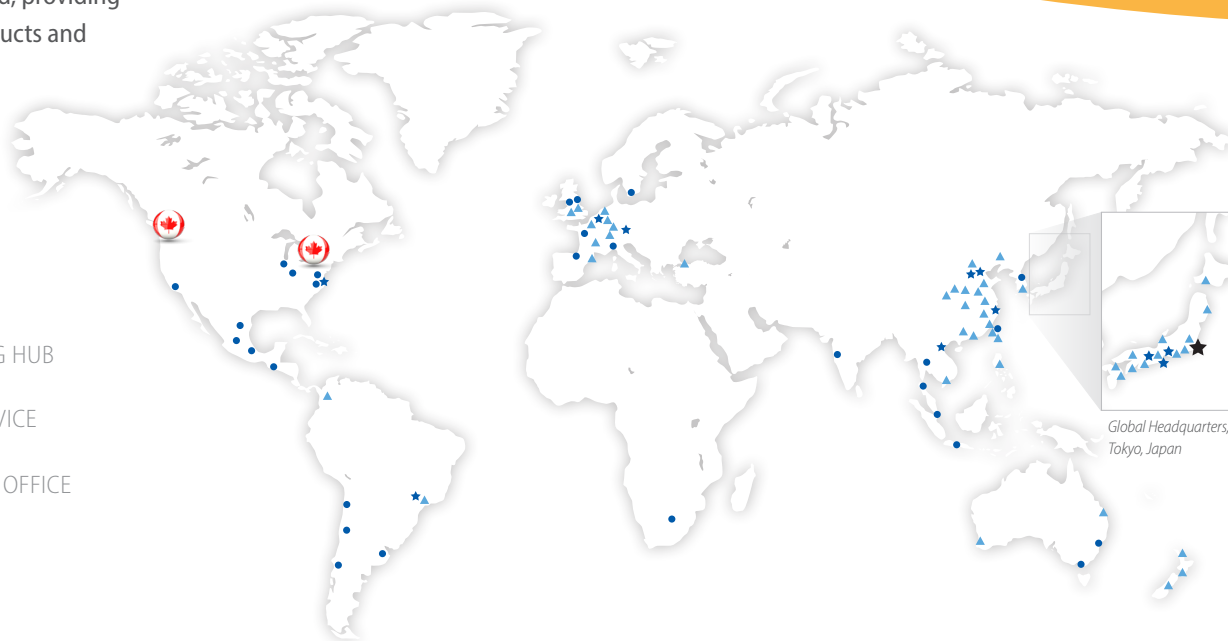 providing
ucts and
G HUB
VICE
OFFICE
Global Headquarters,
Tokyo, Japan